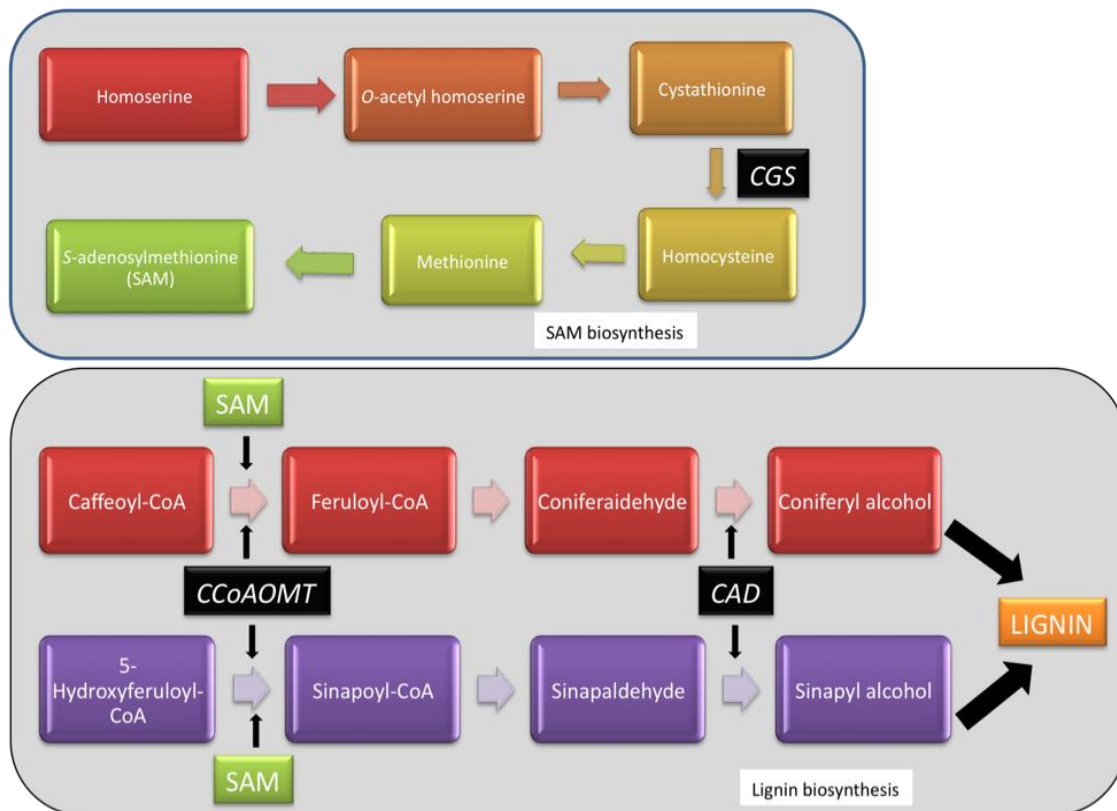 Homoserine
O-acetyl homoserine
Cystathionine
CGS
S-adenosylmethionine
(SAM)
Methionine
Homocysteine
SAM biosynthesis
SAM
Caffeoyl-CoA
Feruloyl-CoA
Coniferaidehyde
Coniferyl alcohol
CCoAOMT
CAD
LIGNIN
5-
Hydroxyferuloyl-
CoA
Sinapoyl-CoA
Sinapaldehyde
Sinapyl alcohol
SAM
Lignin biosynthesis